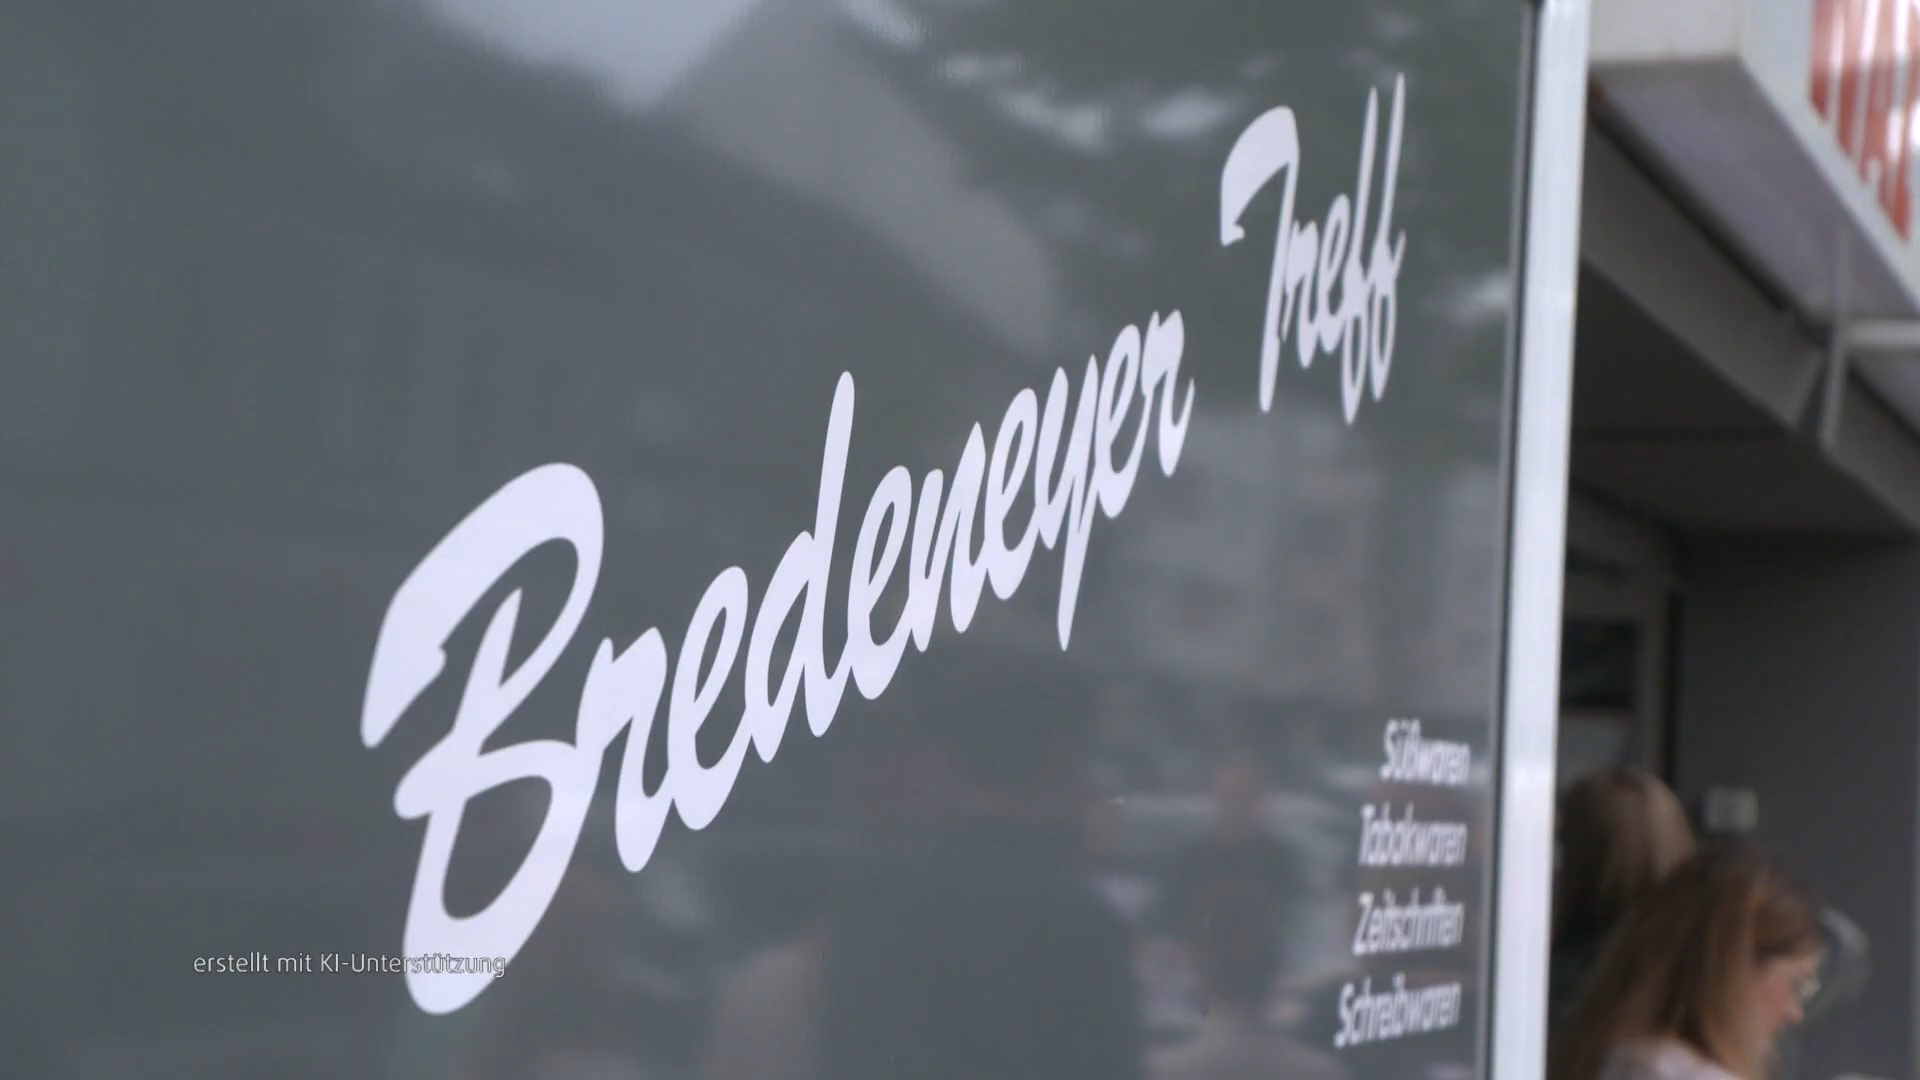 Bredeneyer Treff
Süßwaren
Tabakwaren
Zeitschriften
Schreibwaren
erstellt mit KI-Unterstützung